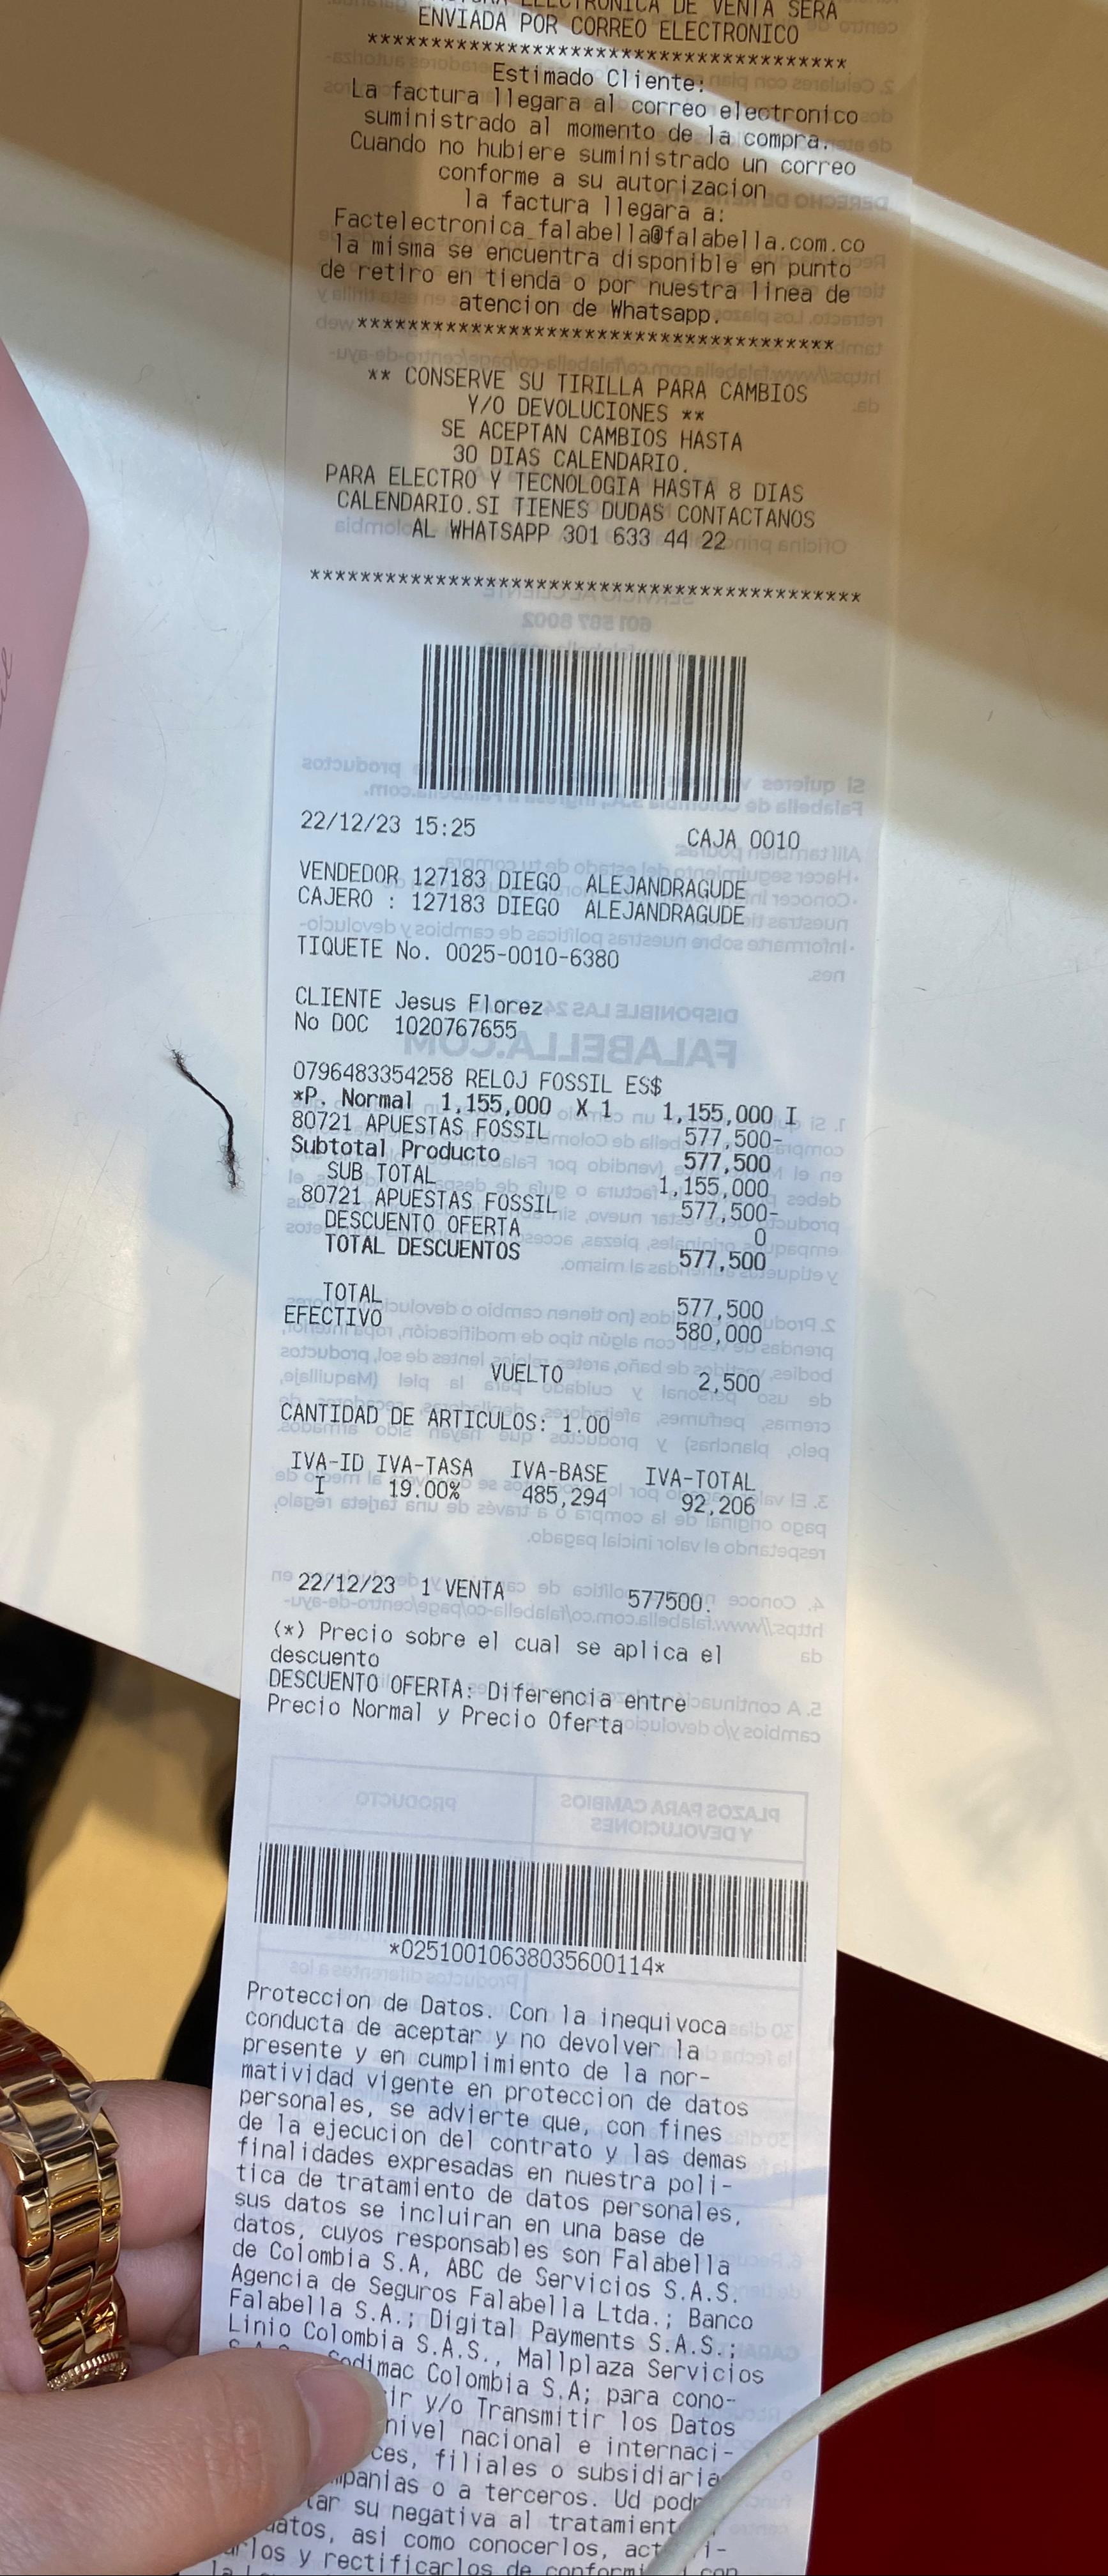 ELECTRONICA DE VENTA SERA
ENVIADA POR CORREO ELECTRONICO
**************************************
Estimado Cliente:
La factura llegara al correo electronico
suministrado al momento de la compra.
Cuando no hubiere suministrado un correo
conforme a su autorizacion
la factura llegara a:
Factelectronica_falabella@falabella.com.co
la misma se encuentra disponible en punto
de retiro en tienda o por nuestra linea de
atencion de Whatsapp.
**************************************
** CONSERVE SU TIRILLA PARA CAMBIOS
Y/O DEVOLUCIONES **
SE ACEPTAN CAMBIOS HASTA
30 DIAS CALENDARIO.
PARA ELECTRO Y TECNOLOGIA HASTA 8 DIAS
CALENDARIO.SI TIENES DUDAS CONTACTANOS
AL WHATSAPP 301 633 44 22
********************************************
22/12/23 15:25 CAJA 0010
VENDEDOR 127183 DIEGO ALEJANDRAGUDE
CAJERO : 127183 DIEGO ALEJANDRAGUDE
TIQUETE No. 0025-0010-6380
CLIENTE Jesus Florez
No DOC 1020767655
0796483354258 RELOJ FOSSIL ES$
*P. Normal 1,155,000 X 1 1,155,000 I
80721 APUESTAS FOSSIL 577,500-
Subtotal Producto 577,500
SUB TOTAL 1,155,000
80721 APUESTAS FOSSIL 577,500-
DESCUENTO OFERTA 0
TOTAL DESCUENTOS 577,500
TOTAL 577,500
EFECTIVO 580,000
VUELTO 2,500
CANTIDAD DE ARTICULOS: 1.00
IVA-ID IVA-TASA IVA-BASE IVA-TOTAL
I 19.00% 485,294 92,206
22/12/23 1 VENTA 577500.
(*) Precio sobre el cual se aplica el
descuento
DESCUENTO OFERTA: Diferencia entre
Precio Normal y Precio Oferta
*02510010638035600114*
Proteccion de Datos. Con la inequivoca
conducta de aceptar y no devolver la
presente y en cumplimiento de la nor-
matividad vigente en proteccion de datos
personales, se advierte que, con fines
de la ejecucion del contrato y las demas
finalidades expresadas en nuestra poli-
tica de tratamiento de datos personales,
sus datos se incluiran en una base de
datos, cuyos responsables son Falabella
de Colombia S.A, ABC de Servicios S.A.S.
Agencia de Seguros Falabella Ltda.; Banco
Falabella S.A.; Digital Payments S.A.S.;
Linio Colombia S.A.S., Mallplaza Servicios
Sodimac Colombia S.A; para cono-
y/o Transmitir los Datos
nivel nacional e internaci-
filiales o subsidiaria
o a terceros. Ud
su negativa al
asi como conocerlos,
y rectificarlos de